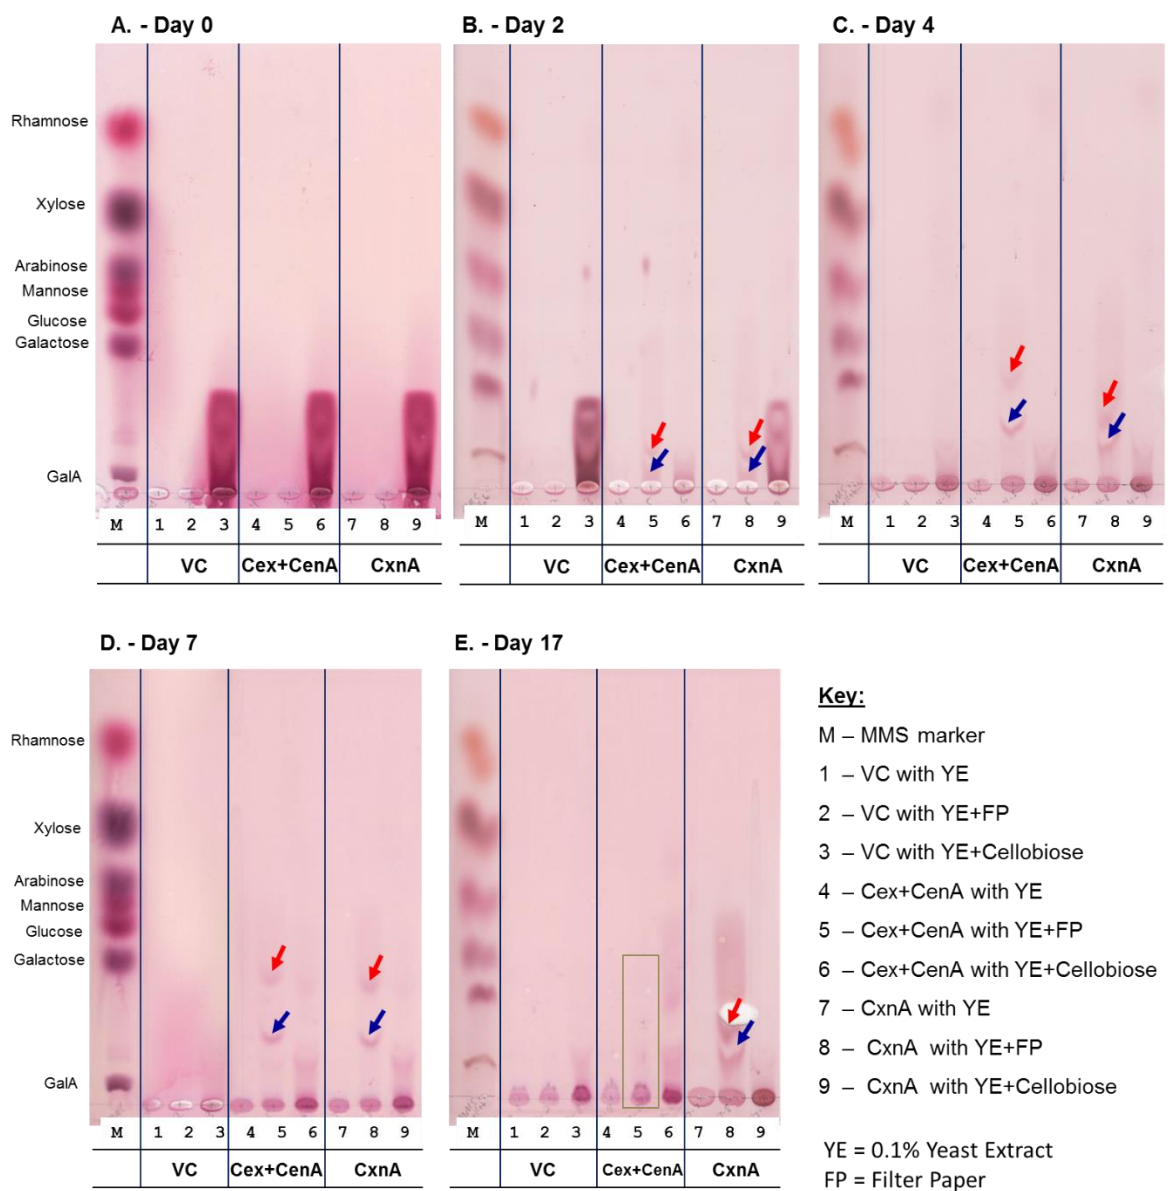 A. - Day 0
B. - Day 2
C. - Day 4
Rhamnose
Xylose
Arabinose
Mannose
Glucose
Galactose
GalA
M 1 2 3 4 5 6 7 8 9
VC Cex+CenA CxnA
M 1 2 3 4 5 6 7 8 9
VC Cex+CenA CxnA
M 1 2 3 4 5 6 7 8 9
VC Cex+CenA CxnA
D. - Day 7
E. - Day 17
Rhamnose
Xylose
Arabinose
Mannose
Glucose
Galactose
GalA
M 1 2 3 4 5 6 7 8 9
VC Cex+CenA CxnA
M 1 2 3 4 5 6 7 8 9
VC Cex+CenA CxnA
Key:
M – MMS marker
1 – VC with YE
2 – VC with YE+FP
3 – VC with YE+Cellobiose
4 – Cex+CenA with YE
5 – Cex+CenA with YE+FP
6 – Cex+CenA with YE+Cellobiose
7 – CxnA with YE
8 – CxnA with YE+FP
9 – CxnA with YE+Cellobiose
YE = 0.1% Yeast Extract
FP = Filter Paper